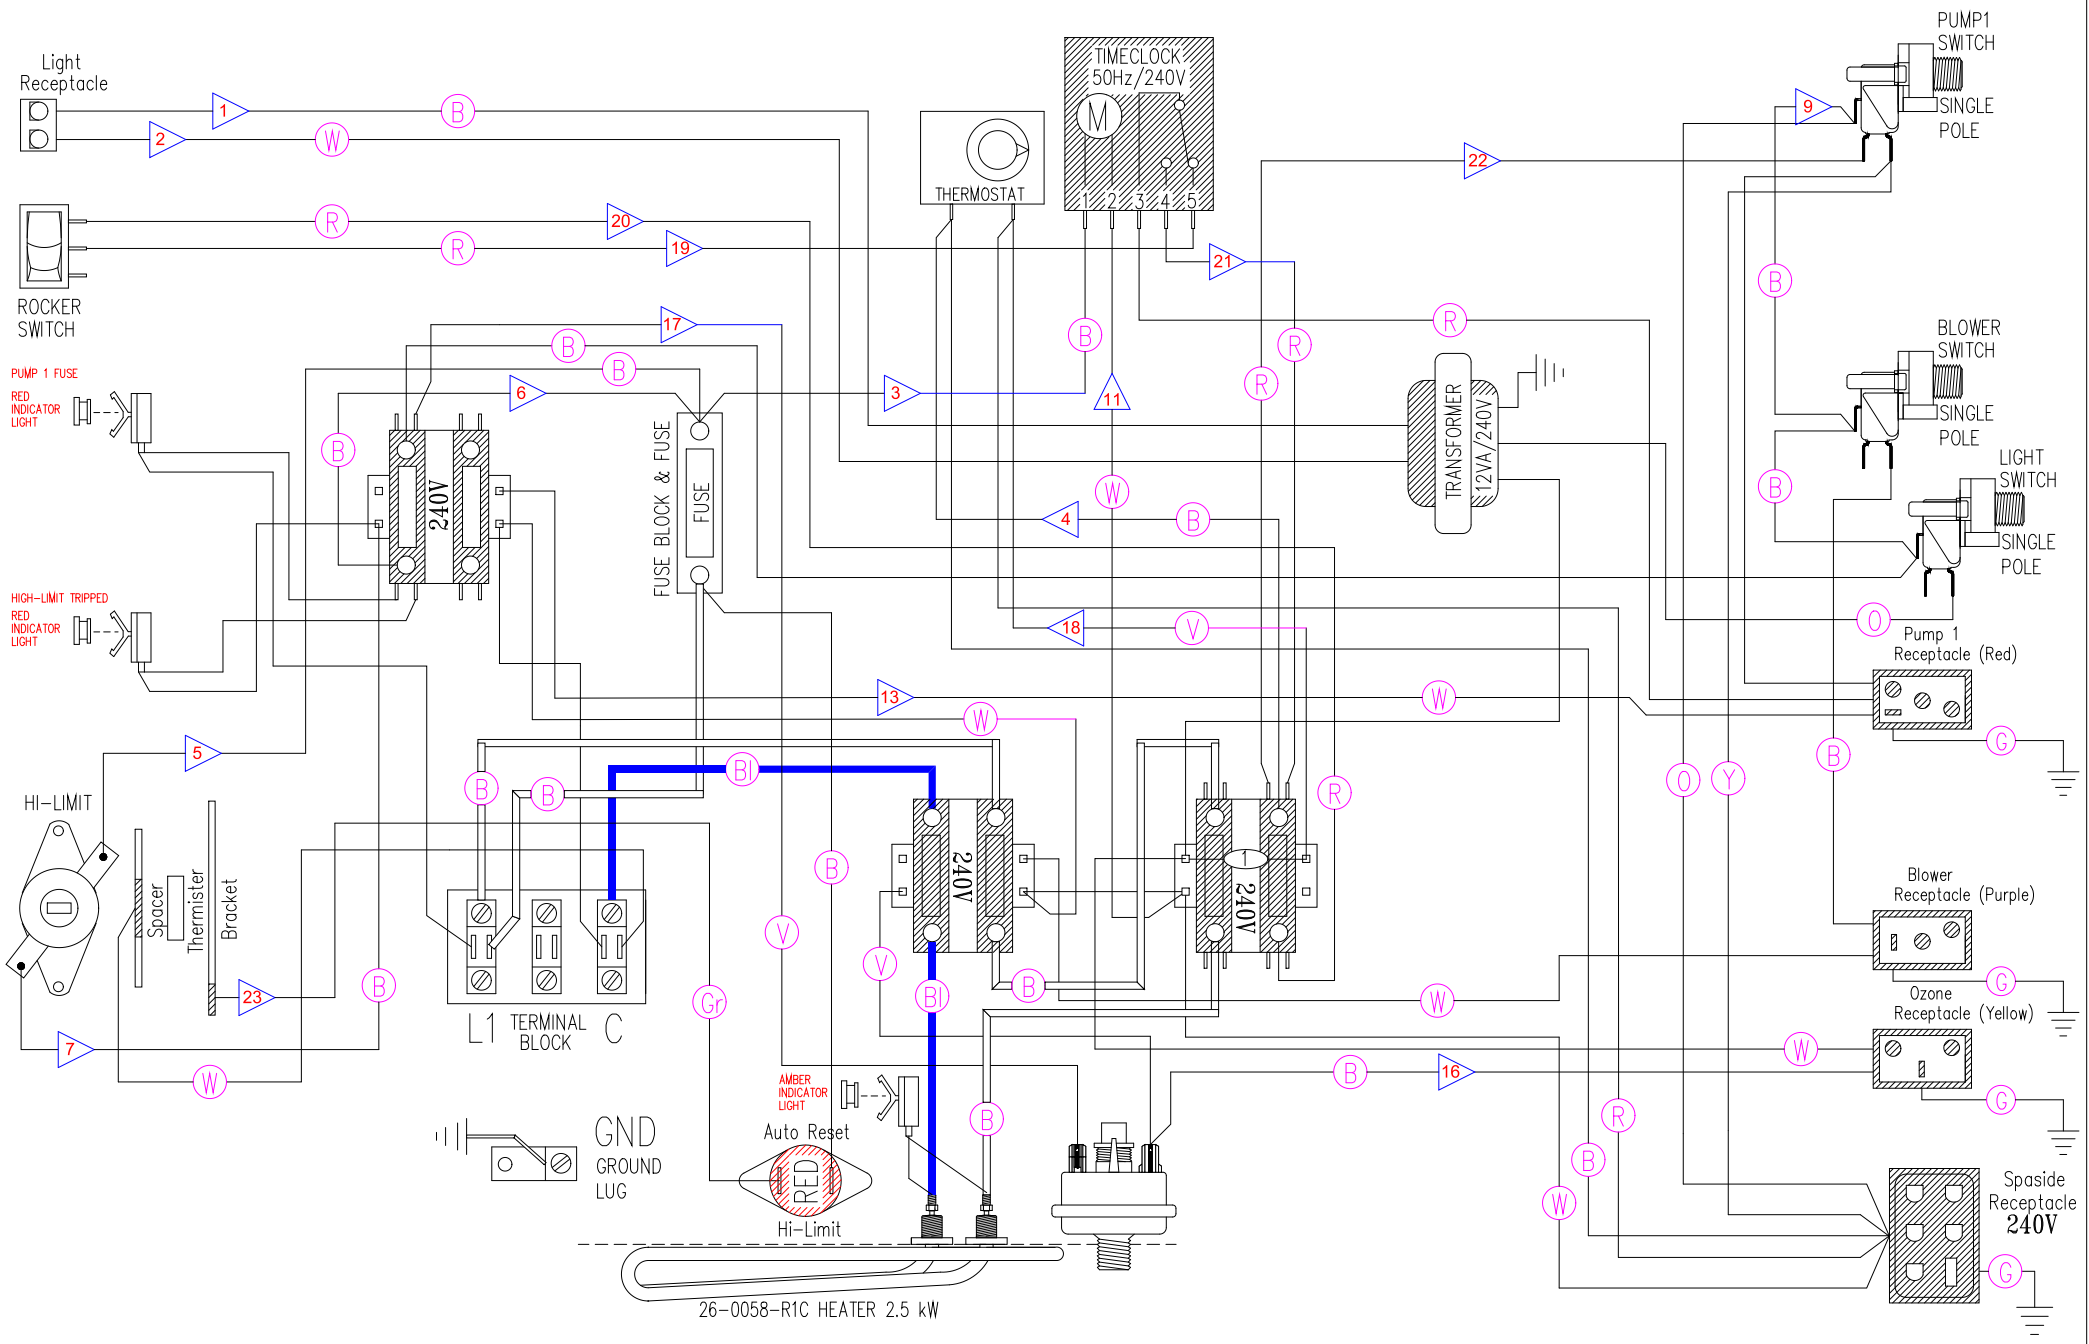 PUMP1
SWITCH
SINGLE
POLE
TIMECLOCK
50Hz/240V
M
1 2 3 4 5
THERMOSTAT
Light
Receptacle
1
B
2
W
9
22
ROCKER
SWITCH
R
20
R
19
21
B
17
B
B
B
R
R
R
BLOWER
SWITCH
SINGLE
POLE
PUMP 1 FUSE
RED
INDICATOR
LIGHT
6
3
11
TRANSFORMER
12VA/240V
B
240V
FUSE BLOCK & FUSE
FUSE
W
4
B
B
LIGHT
SWITCH
SINGLE
POLE
HIGH-LIMIT TRIPPED
RED
INDICATOR
LIGHT
18
V
O
Pump 1
Receptacle (Red)
13
W
W
G
5
B
B
Bl
R
O
Y
B
HI-LIMIT
Spacer
Thermister
Bracket
B
240V
1
240V
Blower
Receptacle (Purple)
V
V
B
23
Gr
Bl
B
W
G
L1
TERMINAL
BLOCK
C
Ozone
Receptacle (Yellow)
7
W
W
B
16
G
AMBER
INDICATOR
LIGHT
B
R
GND
GROUND
LUG
Auto Reset
RED
Hi-Limit
B
W
Spaside
Receptacle
240V
G
26-0058-R1C HEATER 2.5 kW